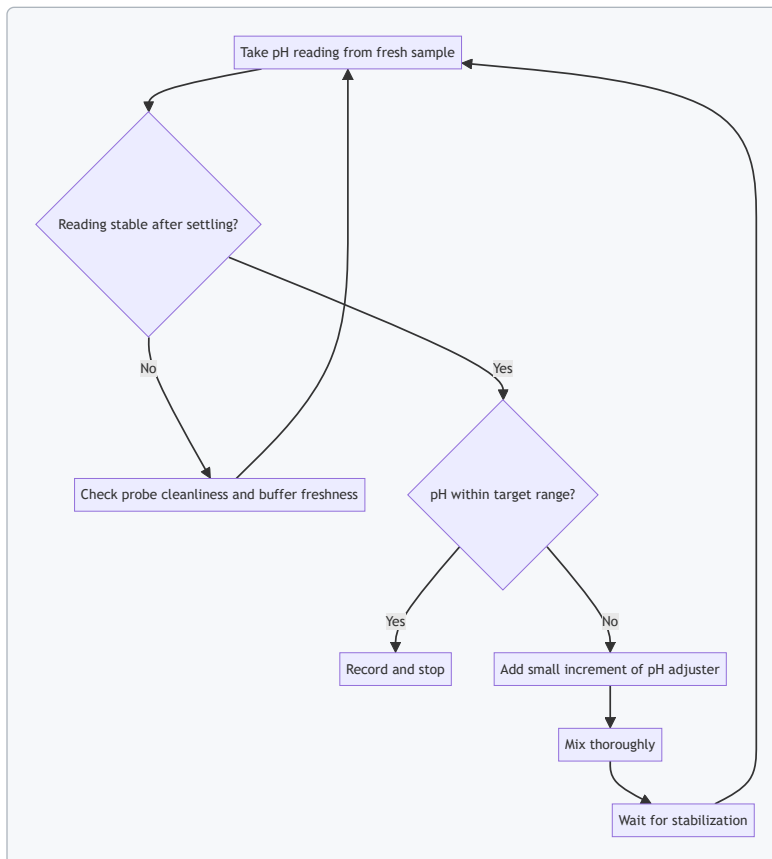 Take pH reading from fresh sample
Reading stable after settling?
No
Yes
Check probe cleanliness and buffer freshness
pH within target range?
Yes
No
Record and stop
Add small increment of pH adjuster
Mix thoroughly
Wait for stabilization